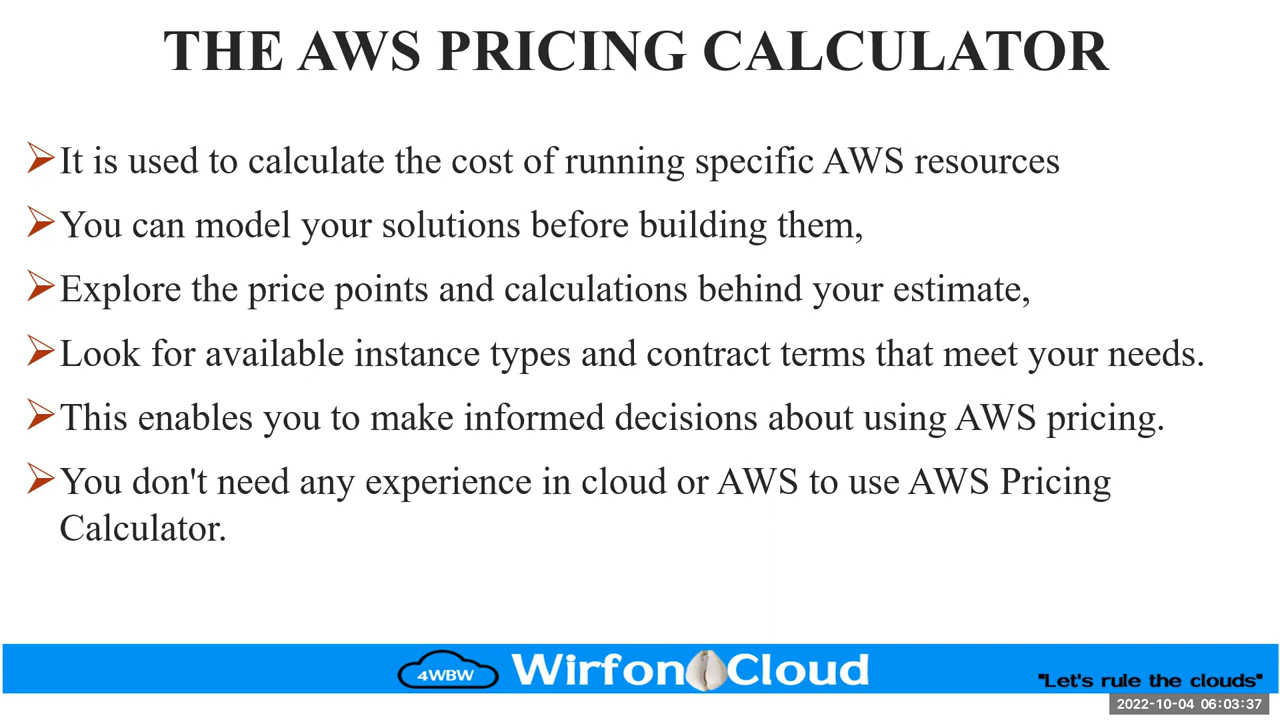 THE AWS PRICING CALCULATOR
It is used to calculate the cost of running specific AWS resources
You can model your solutions before building them,
Explore the price points and calculations behind your estimate,
Look for available instance types and contract terms that meet your needs.
This enables you to make informed decisions about using AWS pricing.
You don't need any experience in cloud or AWS to use AWS Pricing
Calculator.
4WBW Wirfon Cloud
"Let's rule the clouds"
2022-10-04 06:03:37